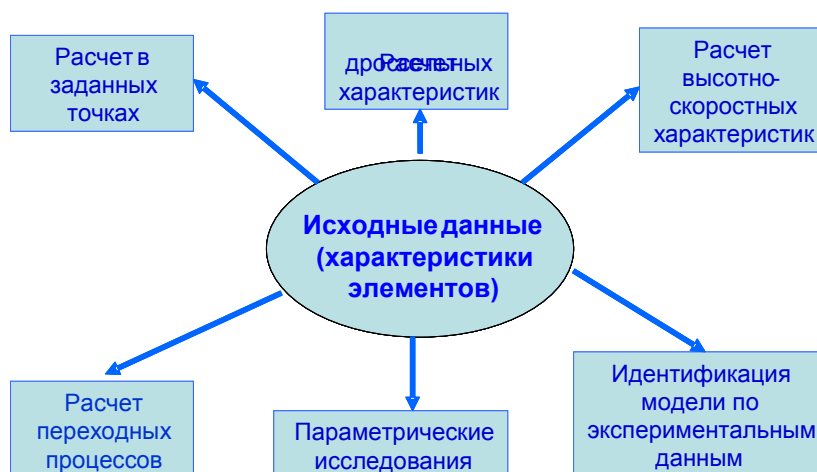 Расчет в
заданных
точках
Расчет
дроссельных
характеристик
Расчет
высотно-
скоростных
характеристик
Исходные данные
(характеристики
элементов)
Расчет
переходных
процессов
Параметрические
исследования
Идентификация
модели по
экспериментальным
данным